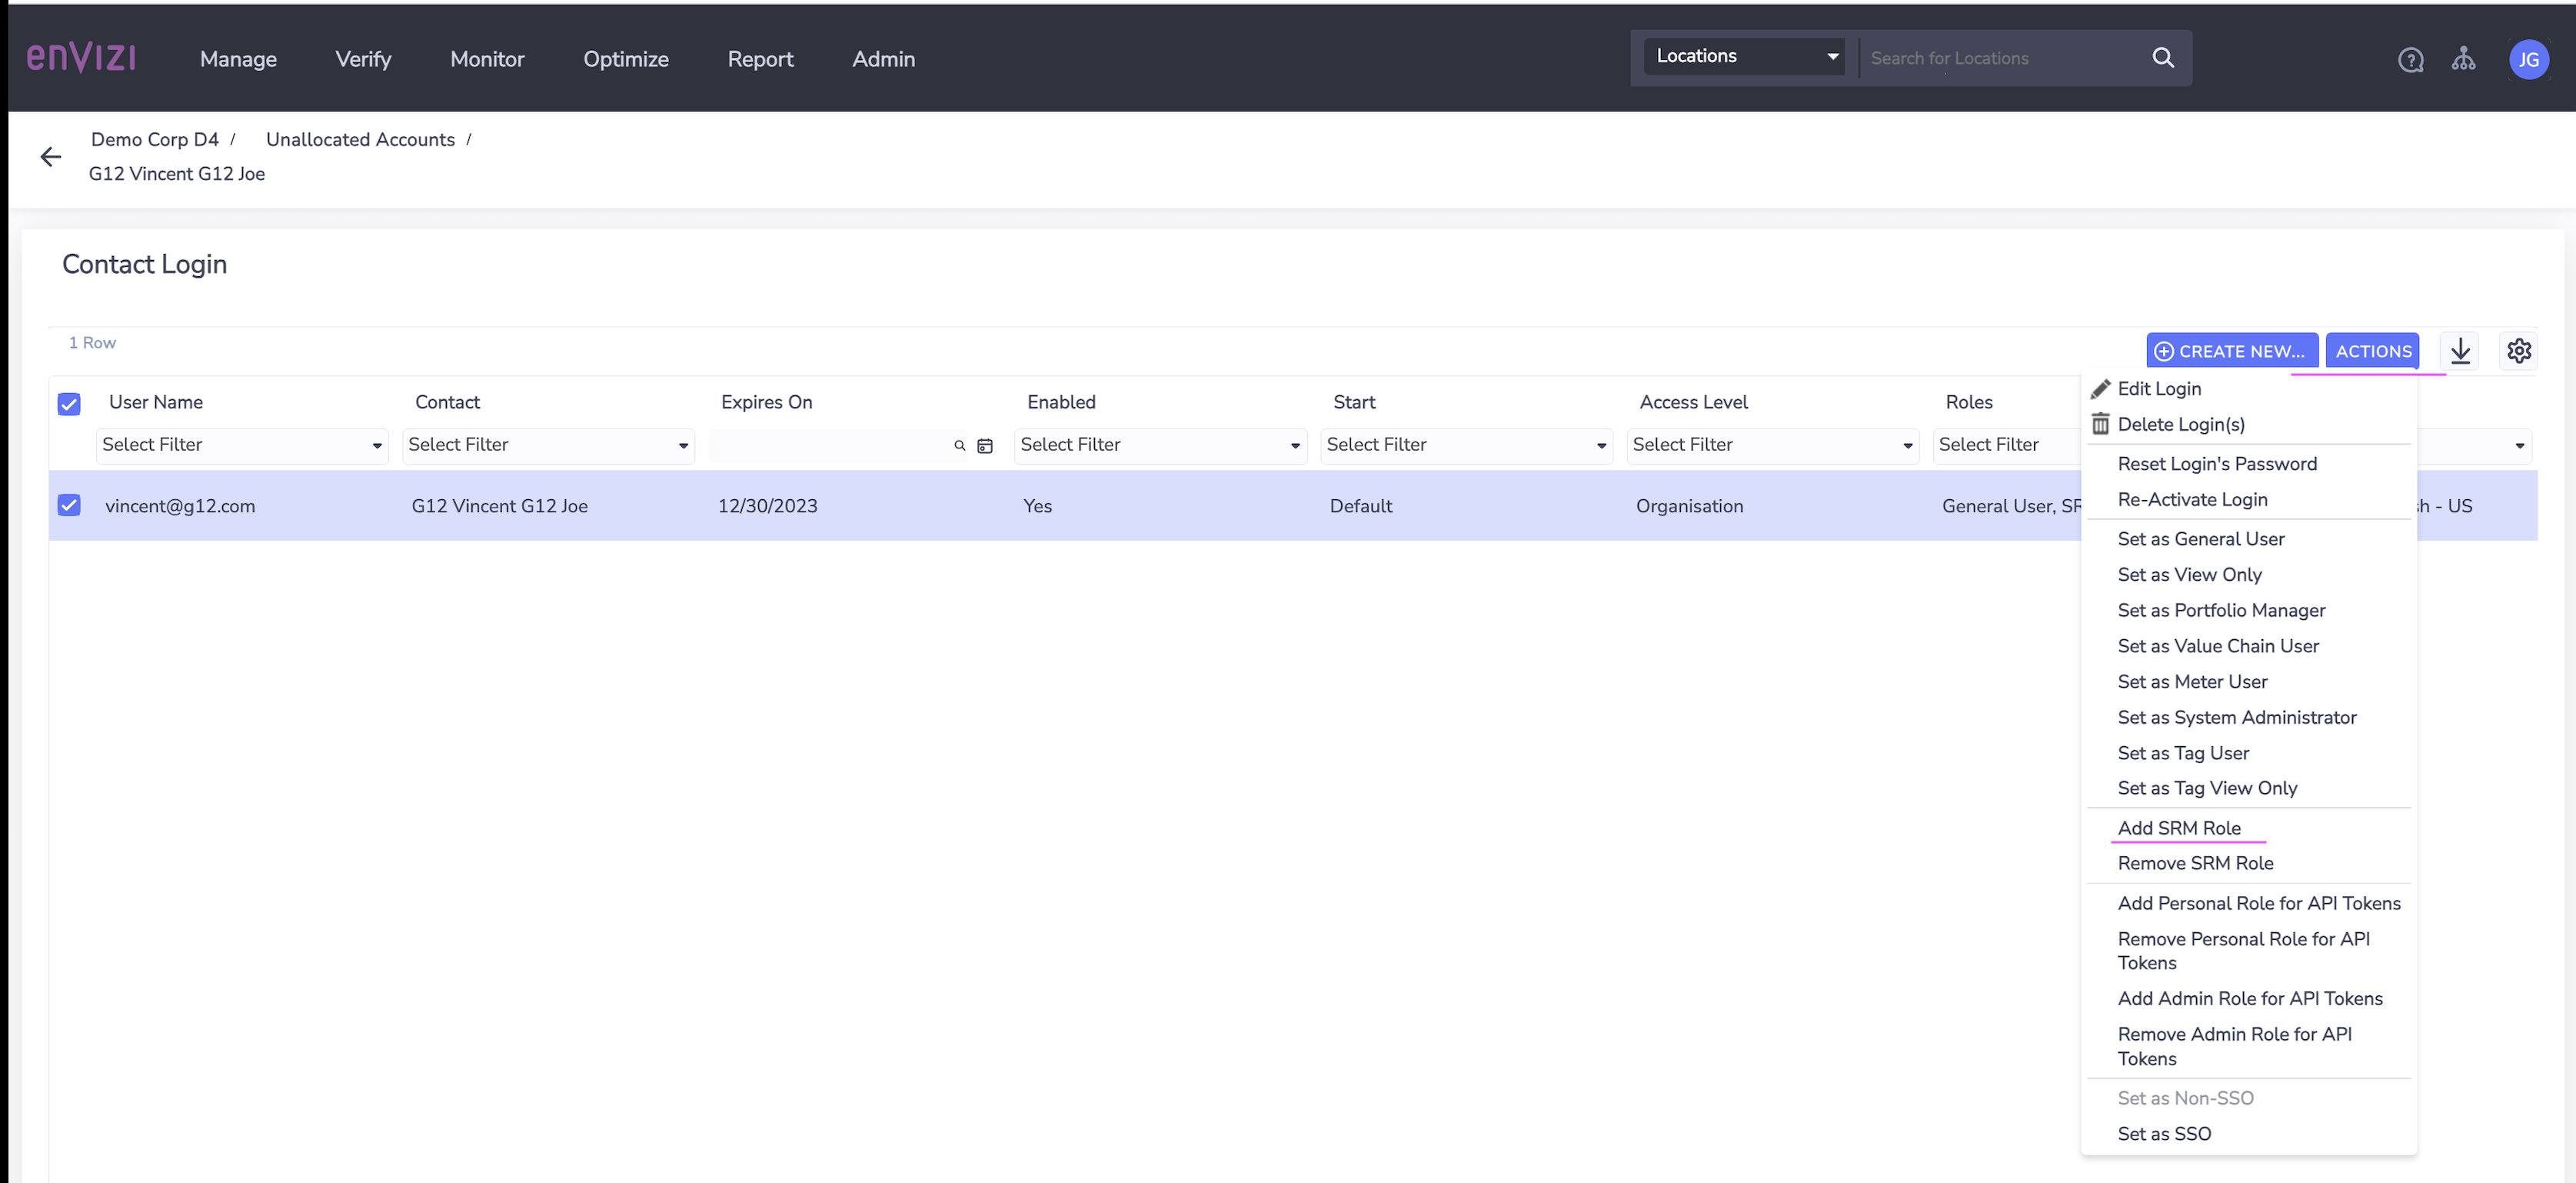 enVIZI
Manage Verify Monitor Optimize Report Admin
Locations Search for Locations
? JG
Demo Corp D4 / Unallocated Accounts /
G12 Vincent G12 Joe
Contact Login
1 Row
CREATE NEW... ACTIONS
User Name Contact Expires On Enabled Start Access Level Roles
Select Filter Select Filter Select Filter Select Filter Select Filter Select Filter
vincent@g12.com G12 Vincent G12 Joe 12/30/2023 Yes Default Organisation General User, SR h - US
Edit Login
Delete Login(s)
Reset Login's Password
Re-Activate Login
Set as General User
Set as View Only
Set as Portfolio Manager
Set as Value Chain User
Set as Meter User
Set as System Administrator
Set as Tag User
Set as Tag View Only
Add SRM Role
Remove SRM Role
Add Personal Role for API Tokens
Remove Personal Role for API
Tokens
Add Admin Role for API Tokens
Remove Admin Role for API
Tokens
Set as Non-SSO
Set as SSO